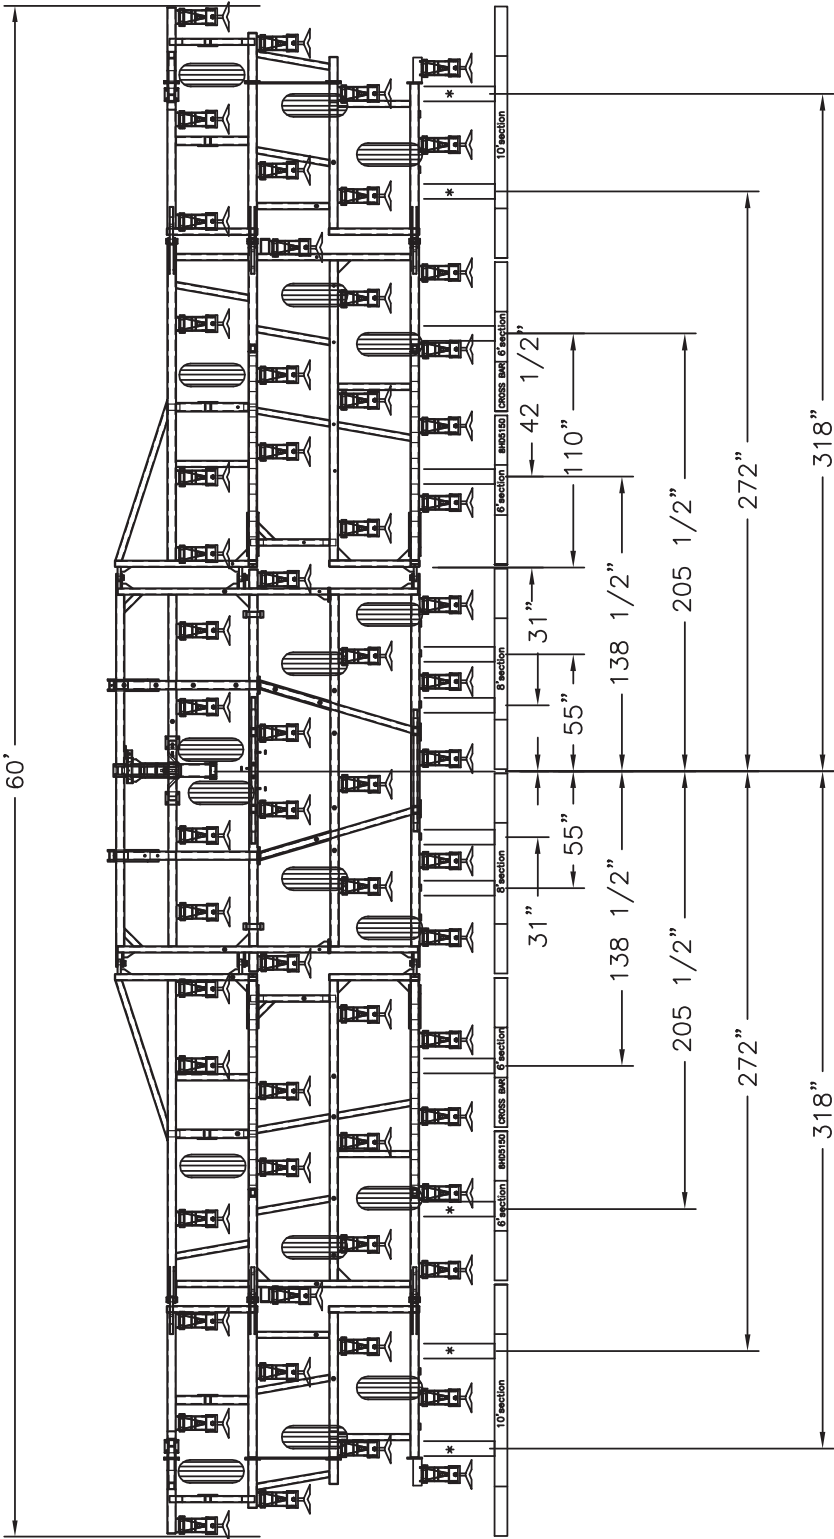 60'
*
*
*
*
*
10'section
6'section
CROSS BAR
8HD5150
6'section
8'section
8'section
6'section
CROSS BAR
8HD5150
6'section
10'section
42 1/2"
110"
31"
55"
138 1/2"
205 1/2"
272"
318"
31"
55"
138 1/2"
205 1/2"
272"
318"